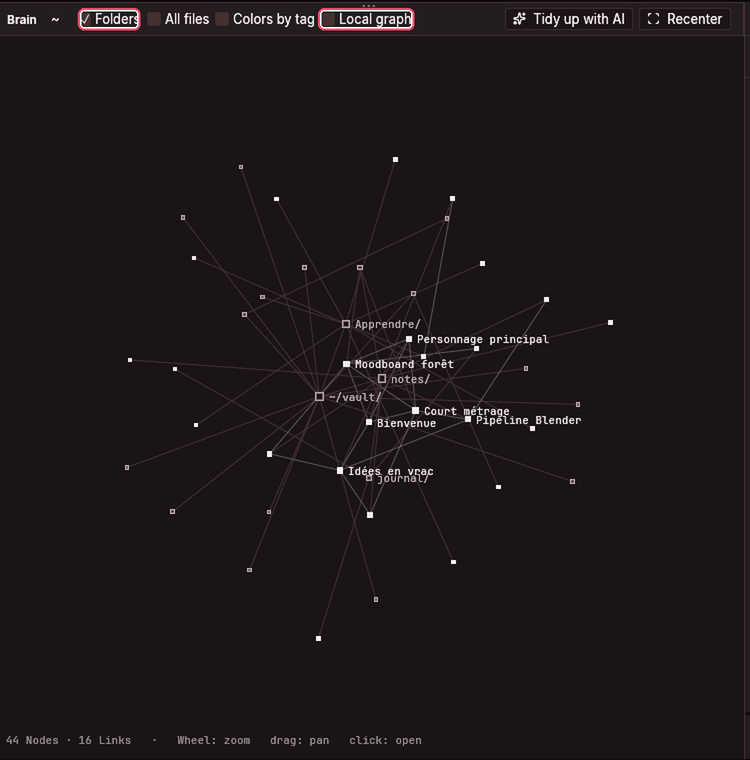 Brain ~ Folders All files Colors by tag Local graph Tidy up with AI Recenter
Apprendre/
Personnage principal
Moodboard forêt
notes/
~/vault/
Court métrage
Pipeline Blender
Bienvenue
Idées en vrac
journal/
44 Nodes · 16 Links · Wheel: zoom drag: pan click: open